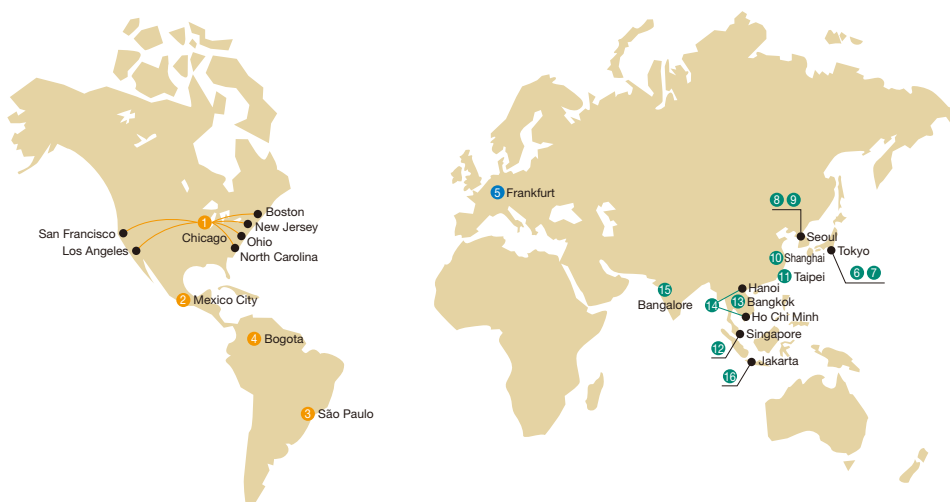 Boston
1
New Jersey
San Francisco
Chicago
Ohio
Los Angeles
North Carolina
2 Mexico City
4 Bogota
3 São Paulo
5 Frankfurt
8 9
Seoul
10 Shanghai
Tokyo
6 7
11 Taipei
15
Bangalore
Hanoi
14
13 Bangkok
Ho Chi Minh
Singapore
12
Jakarta
16